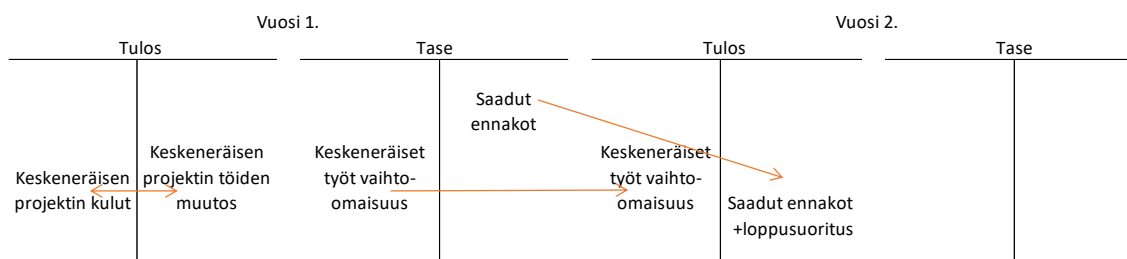 Vuosi 1.
Vuosi 2.
Tulos
Tase
Tulos
Tase
Saadut
ennakot
Keskeneräisen
projektin kulut
Keskeneräisen
projektin töiden
muutos
Keskeneräiset
työt vaihto-
omaisuus
Keskeneräiset
työt vaihto-
omaisuus
Saadut ennakot
+loppusuoritus